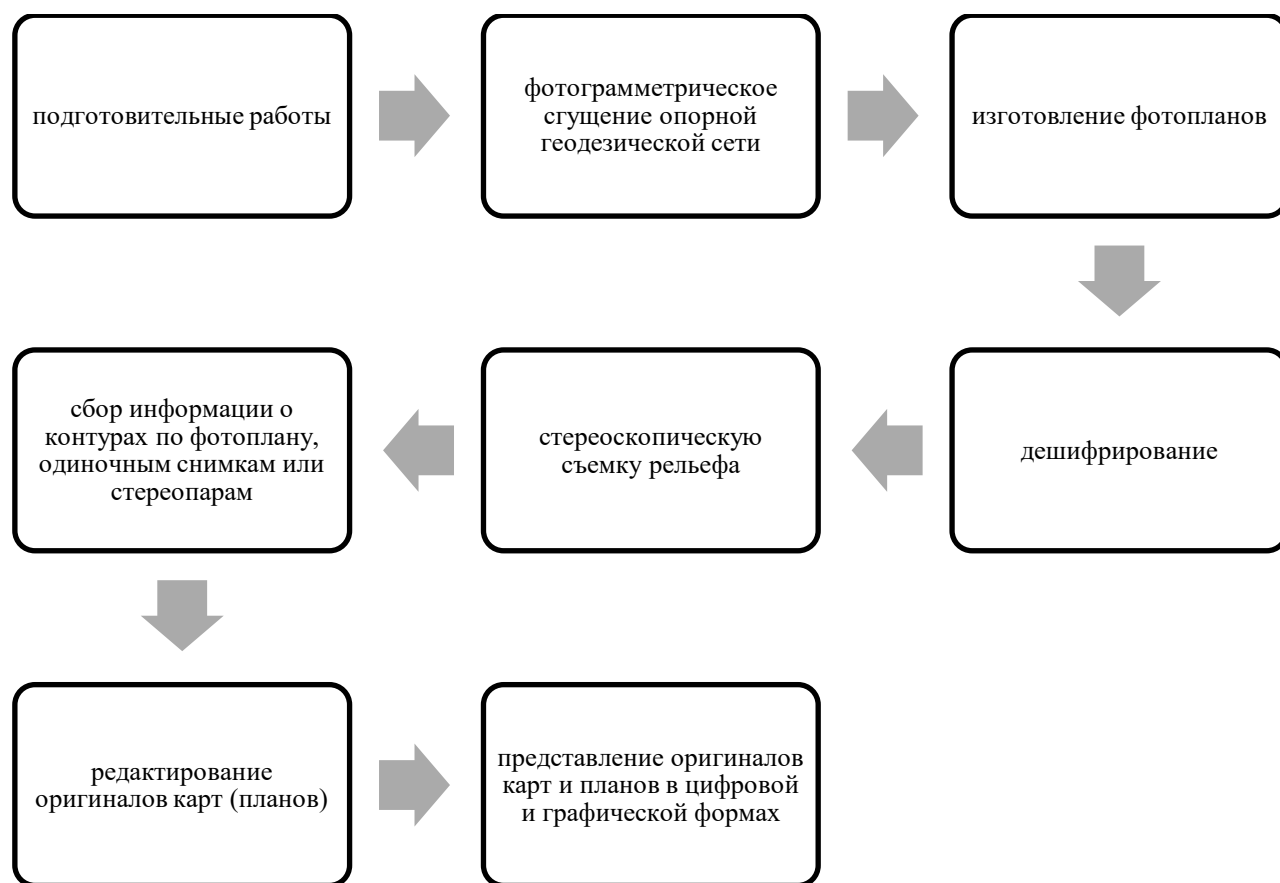 подготовительные работы
фотограмметрическое
сгущение опорной
геодезической сети
изготовление фотопланов
дешифрирование
стереоскопическую
съемку рельефа
сбор информации о
контурах по фотоплану,
одиночным снимкам или
стереопарам
редактирование
оригиналов карт (планов)
представление оригиналов
карт и планов в цифровой
и графической формах